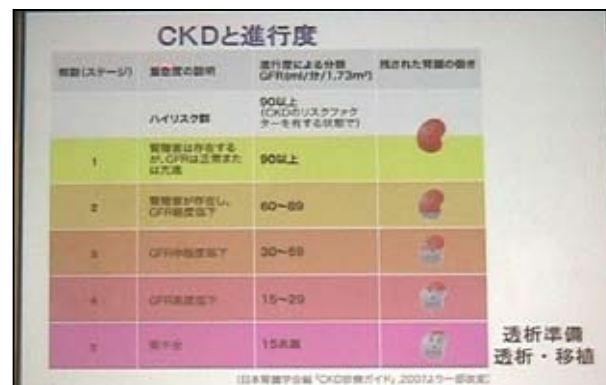 CKDと進行度
病期(ステージ) 重症度の説明 進行度による分類 GFR(ml/分/1.73m²) 残された腎臓の働き
ハイリスク群 90以上 (CKDのリスクファクターを有する状態で)
1 腎障害は存在するが、GFRは正常または亢進 90以上
2 腎障害が存在し、GFR軽度低下 60〜89
3 GFR中程度低下 30〜59
4 GFR高度低下 15〜29
5 腎不全 15未満
透析準備
透析・移植
(日本腎臓学会編「CKD診療ガイド」2007より一部改変)